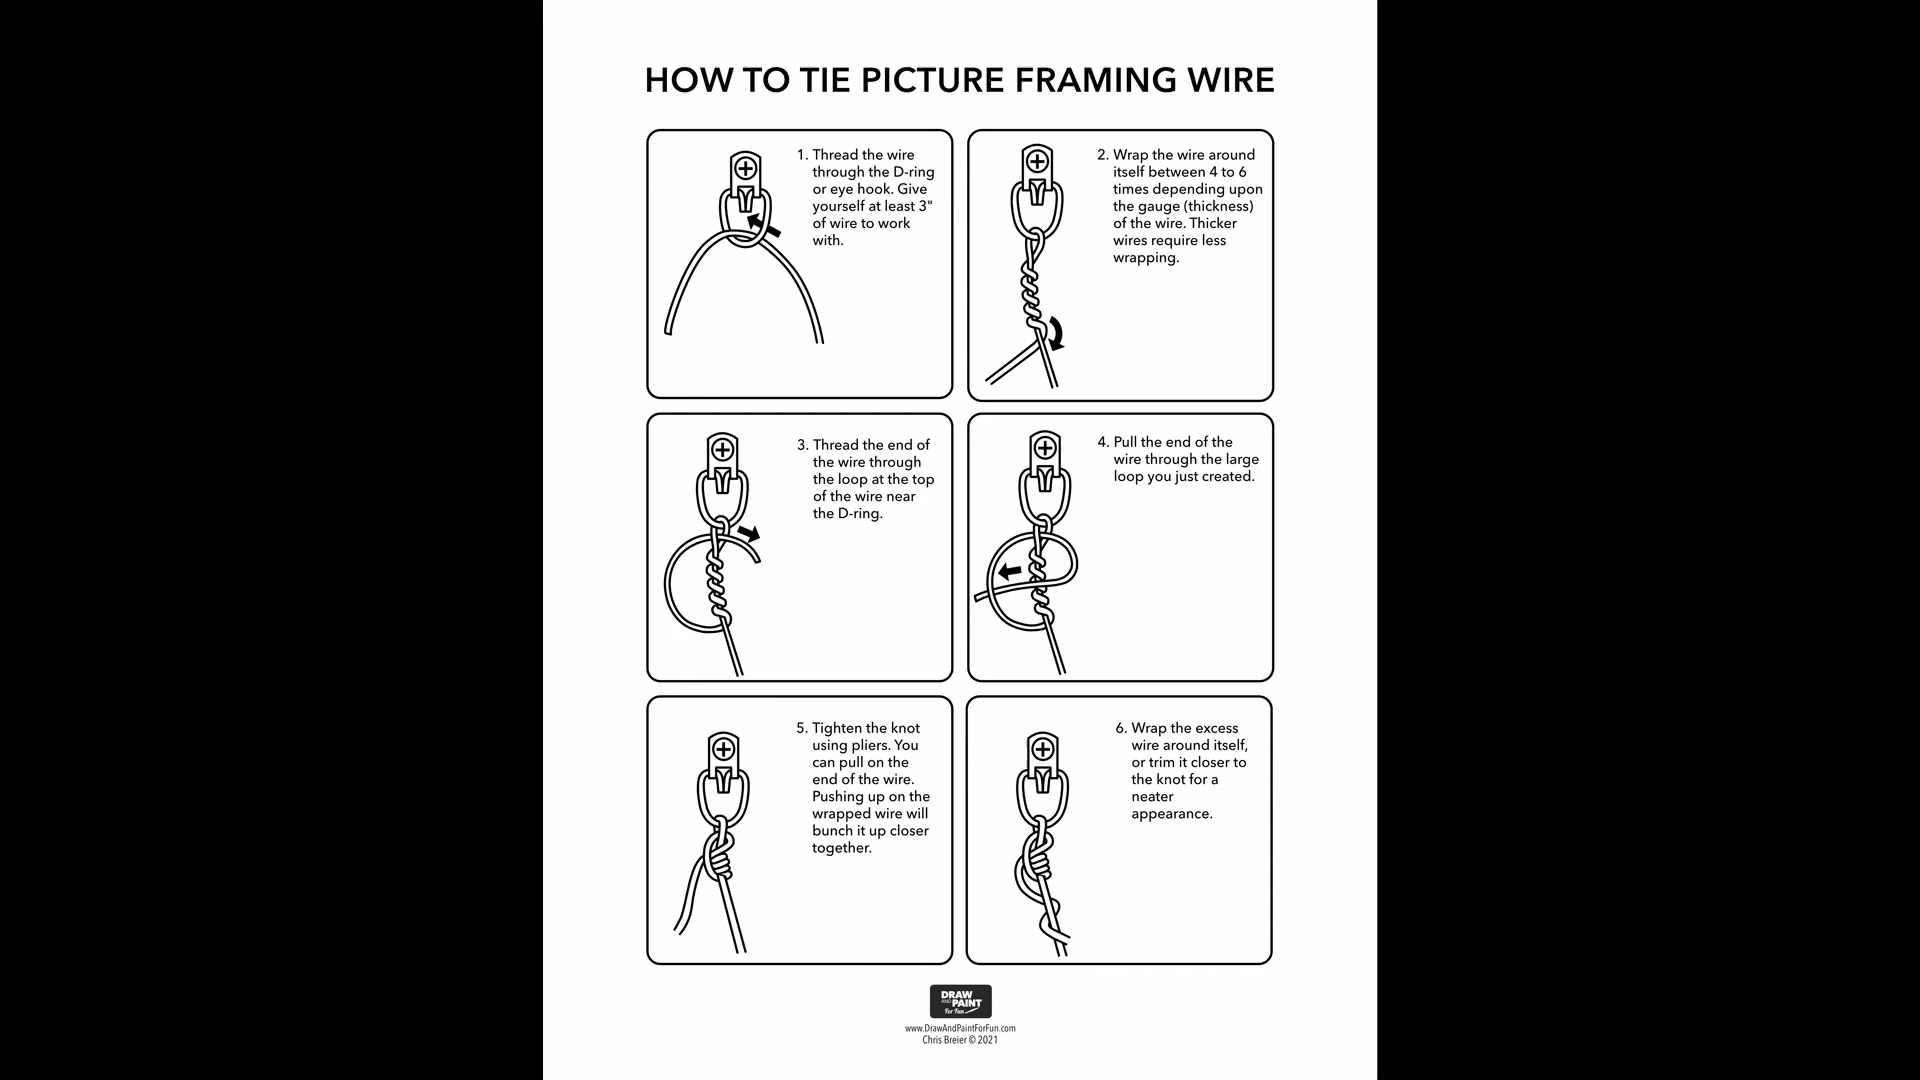 HOW TO TIE PICTURE FRAMING WIRE
1. Thread the wire
through the D-ring
or eye hook. Give
yourself at least 3"
of wire to work
with.
2. Wrap the wire around
itself between 4 to 6
times depending upon
the gauge (thickness)
of the wire. Thicker
wires require less
wrapping.
3. Thread the end of
the wire through
the loop at the top
of the wire near
the D-ring.
4. Pull the end of the
wire through the large
loop you just created.
5. Tighten the knot
using pliers. You
can pull on the
end of the wire.
Pushing up on the
wrapped wire will
bunch it up closer
together.
6. Wrap the excess
wire around itself,
or trim it closer to
the knot for a
neater
appearance.
DRAW
AND PAINT
For Fun
www.DrawAndPaintForFun.com
Chris Breier © 2021